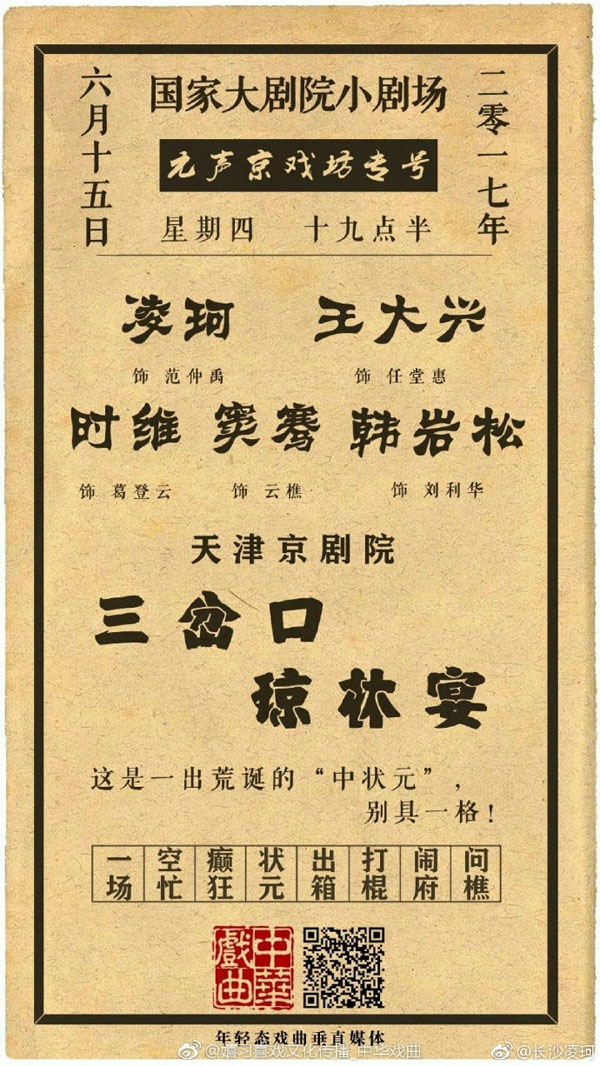 国家大剧院小剧场
二零一七年
六月十五日
元声京戏坊专号
星期四 十九点半
凌珂 王大兴
饰 范仲禹 饰 任堂惠
时维 窦骞 韩岩松
饰 葛登云 饰 云樵 饰 刘利华
天津京剧院
三岔口
琼林宴
这是一出荒诞的“中状元”，
别具一格！
问樵 闹府 打棍 出箱 状元 癫狂 空忙 一场
中華戲曲
年轻态戏曲垂直媒体
@嬉习喜戏文化传播_中华戏曲
@长沙凌珂